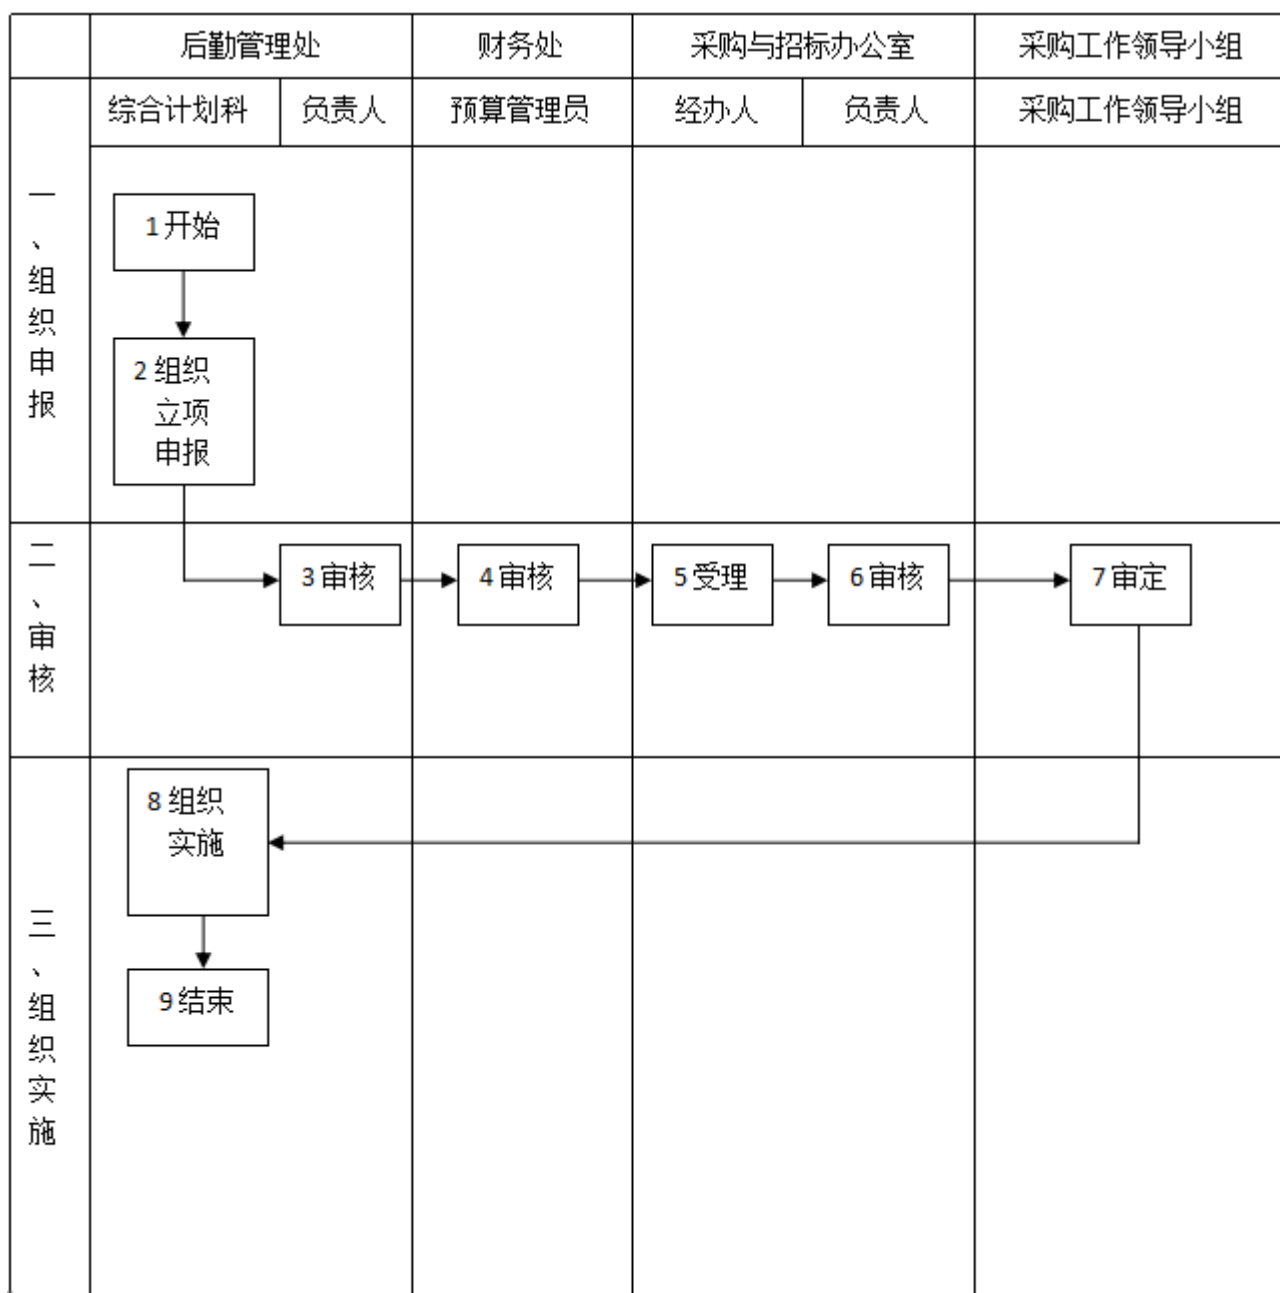 后勤管理处
财务处
采购与招标办公室
采购工作领导小组
综合计划科
负责人
预算管理员
经办人
负责人
采购工作领导小组
一、组织申报
1 开始
2 组织
立项
申报
二、审核
3 审核
4 审核
5 受理
6 审核
7 审定
三、组织实施
8 组织
实施
9 结束